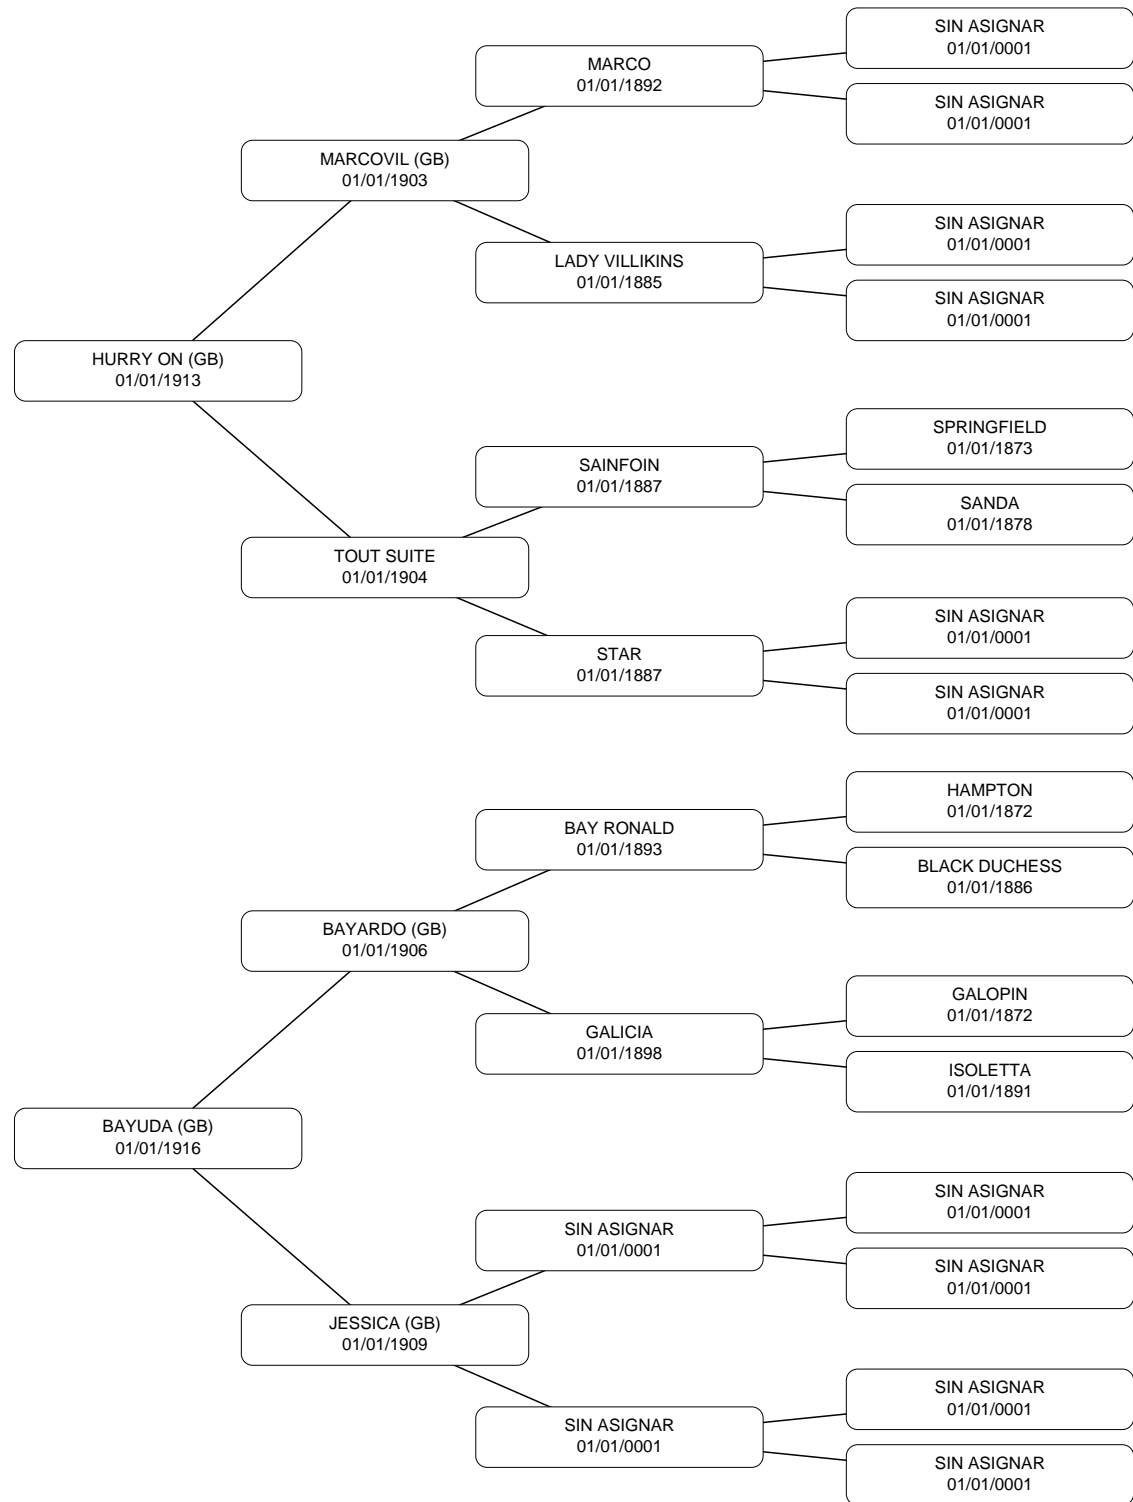 SIN ASIGNAR
01/01/0001
MARCO
01/01/1892
SIN ASIGNAR
01/01/0001
MARCOVIL (GB)
01/01/1903
SIN ASIGNAR
01/01/0001
LADY VILLIKINS
01/01/1885
SIN ASIGNAR
01/01/0001
HURRY ON (GB)
01/01/1913
SPRINGFIELD
01/01/1873
SAINFOIN
01/01/1887
SANDA
01/01/1878
TOUT SUITE
01/01/1904
SIN ASIGNAR
01/01/0001
STAR
01/01/1887
SIN ASIGNAR
01/01/0001
HAMPTON
01/01/1872
BAY RONALD
01/01/1893
BLACK DUCHESS
01/01/1886
BAYARDO (GB)
01/01/1906
GALOPIN
01/01/1872
GALICIA
01/01/1898
ISOLETTA
01/01/1891
BAYUDA (GB)
01/01/1916
SIN ASIGNAR
01/01/0001
SIN ASIGNAR
01/01/0001
SIN ASIGNAR
01/01/0001
JESSICA (GB)
01/01/1909
SIN ASIGNAR
01/01/0001
SIN ASIGNAR
01/01/0001
SIN ASIGNAR
01/01/0001